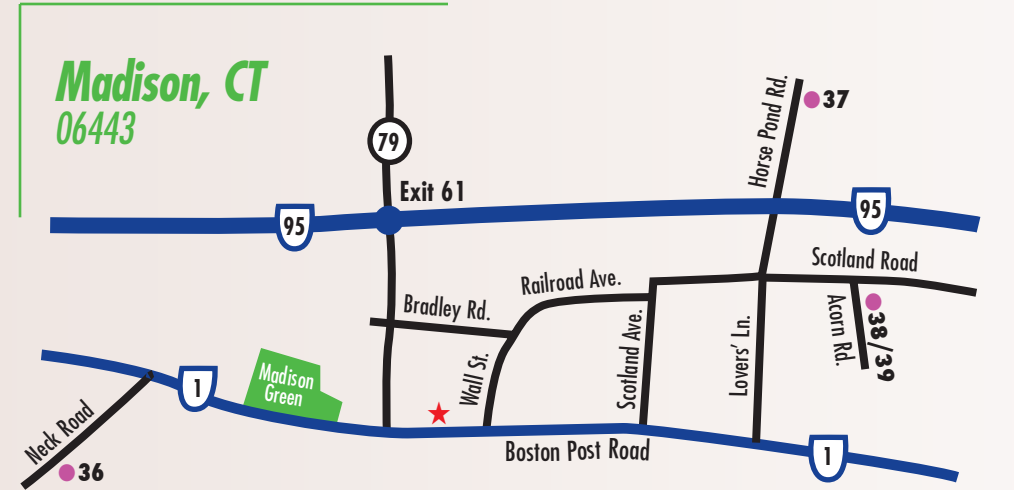 Madison, CT
06443
79
Exit 61
95
Horse Pond Rd.
37
95
Scotland Road
Railroad Ave.
Bradley Rd.
Wall St.
Scotland Ave.
Lovers' Ln.
Acorn Rd.
38/39
Madison
Green
1
Neck Road
36
Boston Post Road
1